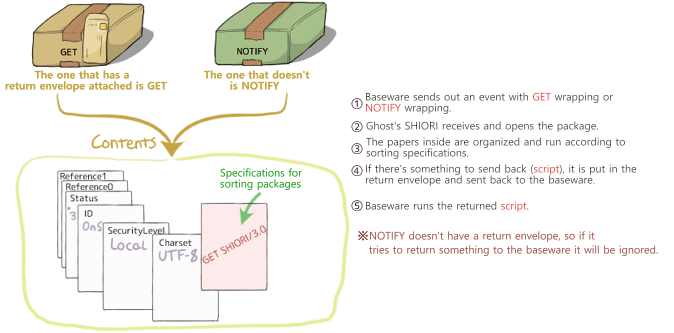 GET
NOTIFY
The one that has a
return envelope attached is GET
The one that doesn't
is NOTIFY
Contents
Specifications for
sorting packages
Reference1
Reference0
Status
3
ID
OnS
SecurityLevel
Local
Charset
UTF-8
GET SHIORI/3.0
① Baseware sends out an event with GET wrapping or
NOTIFY wrapping.
② Ghost's SHIORI receives and opens the package.
③ The papers inside are organized and run according to
sorting specifications.
④ If there's something to send back (script), it is put in the
return envelope and sent back to the baseware.
⑤ Baseware runs the returned script.
※NOTIFY doesn't have a return envelope, so if it
tries to return something to the baseware it will be ignored.